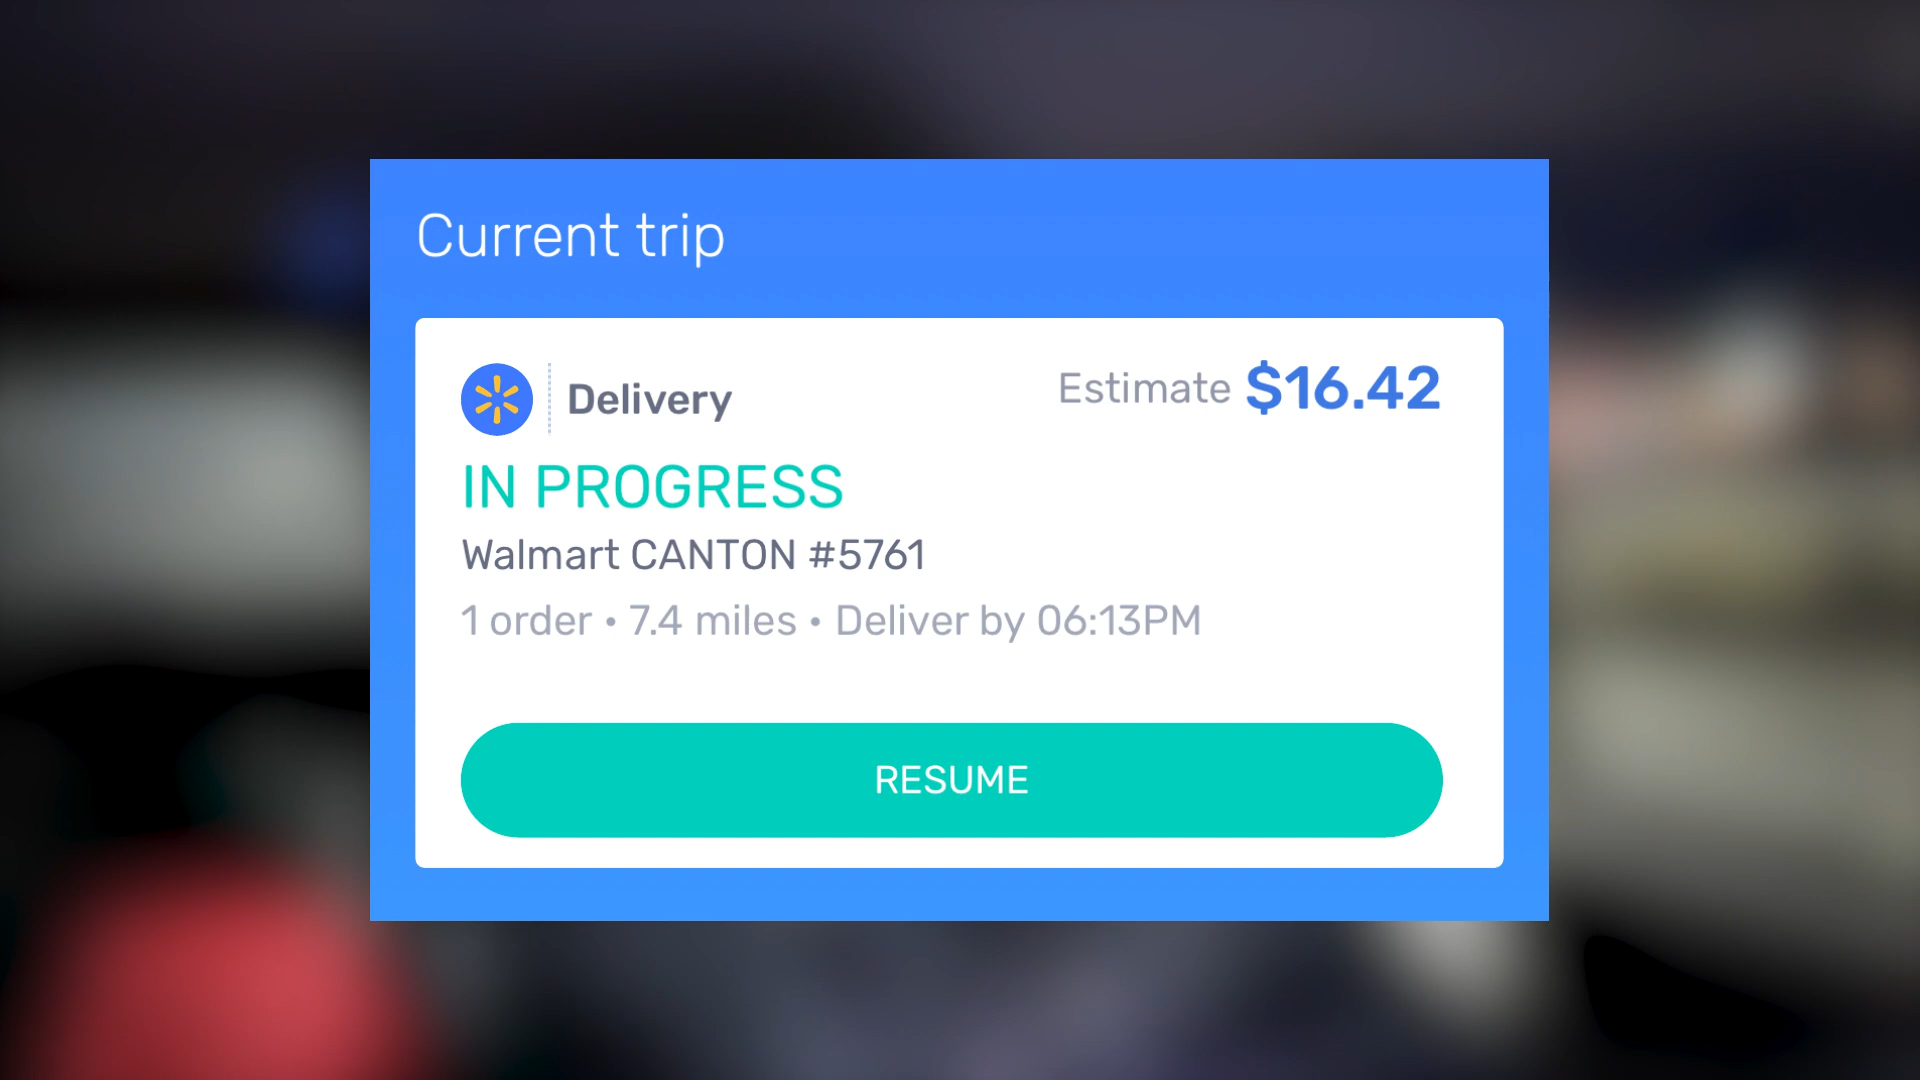 Current trip
Delivery
Estimate $16.42
IN PROGRESS
Walmart CANTON #5761
1 order • 7.4 miles • Deliver by 06:13PM
RESUME